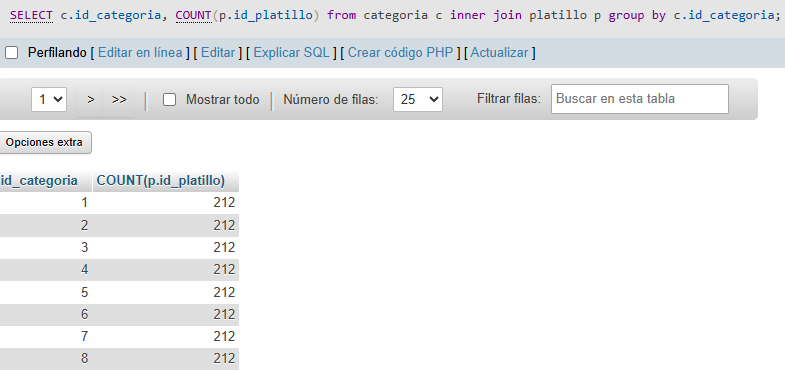 SELECT c.id_categoria, COUNT(p.id_platillo) from categoria c inner join platillo p group by c.id_categoria;
Perfilando [ Editar en línea ] [ Editar ] [ Explicar SQL ] [ Crear código PHP ] [ Actualizar ]
1 > >> | Mostrar todo | Número de filas: 25 Filtrar filas: Buscar en esta tabla
Opciones extra
id_categoria COUNT(p.id_platillo)
1 212
2 212
3 212
4 212
5 212
6 212
7 212
8 212